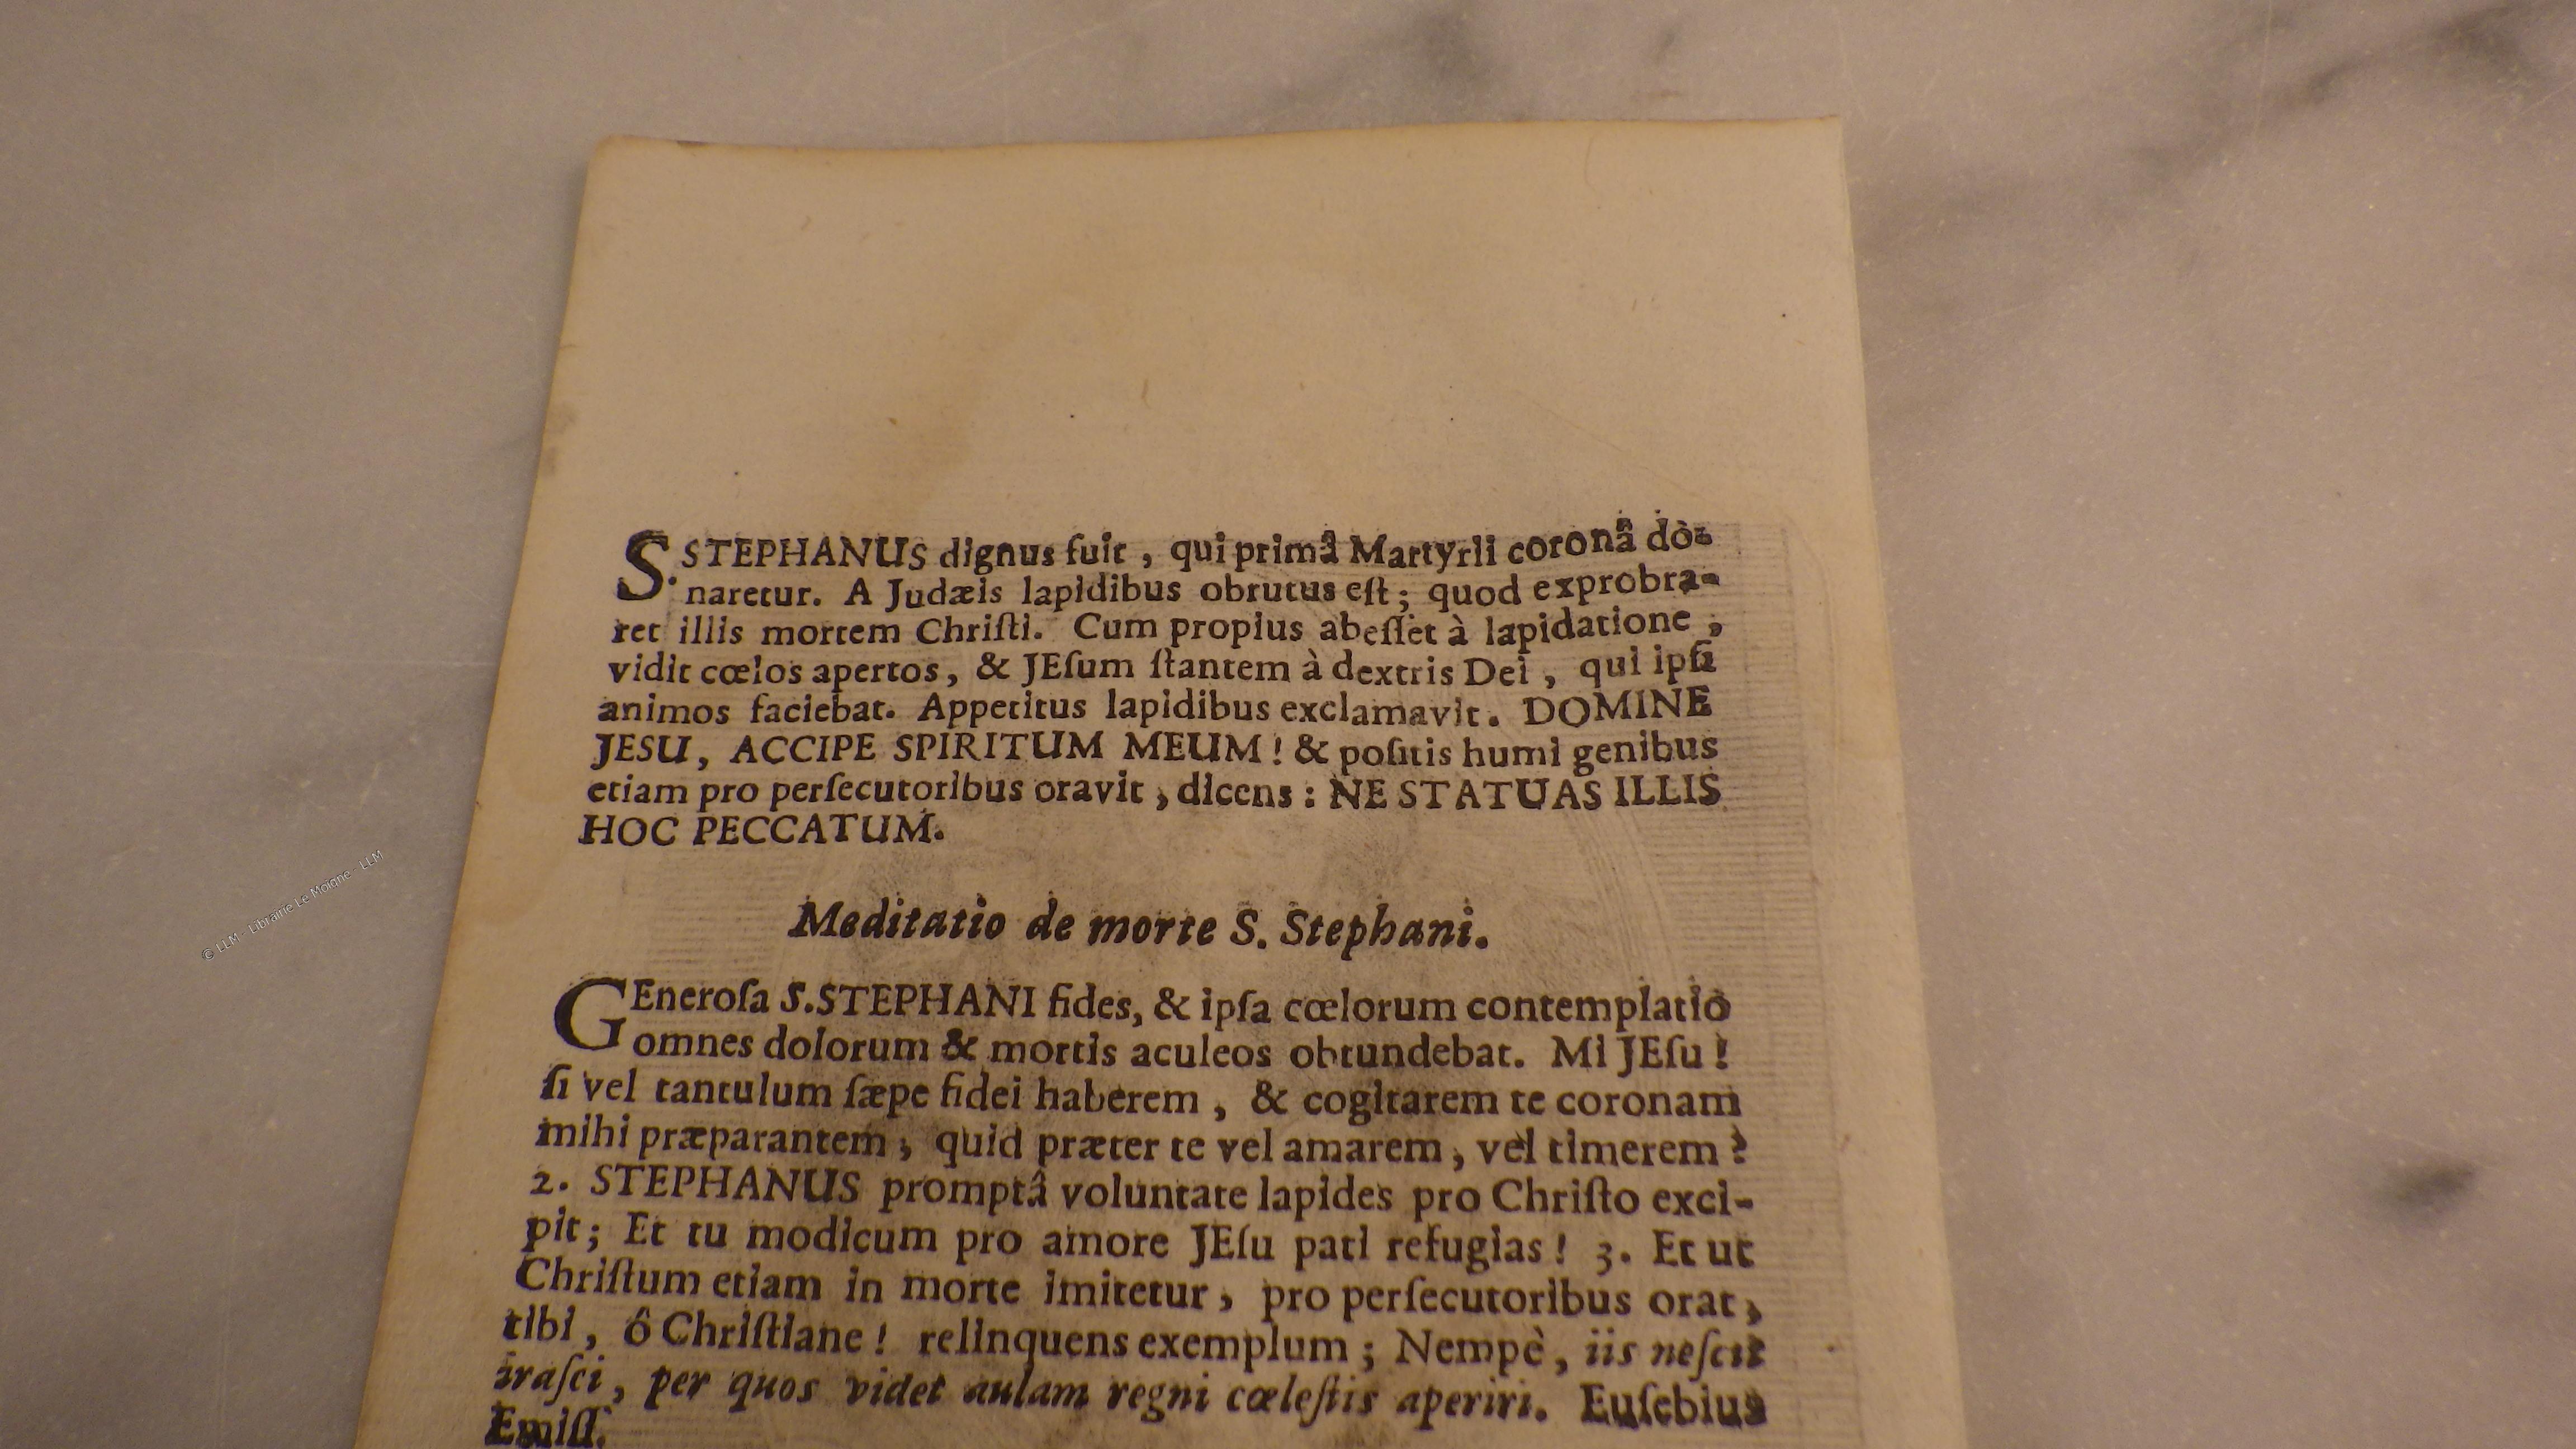 S. STEPHANUS dignus fuit, qui primâ Martyrii coronâ dò-
naretur. A Judæis lapidibus obrutus eſt; quod exprobra-
ret illis mortem Chriſti. Cum propius abeſſet à lapidatione,
vidit cœlos apertos, & JEſum ſtantem à dextris Dei, qui ipſi
animos faciebat. Appetitus lapidibus exclamavit. DOMINE
JESU, ACCIPE SPIRITUM MEUM! & poſitis humi genibus
etiam pro perſecutoribus oravit, dicens: NE STATUAS ILLIS
HOC PECCATUM.
Meditatio de morte S. Stephani.
GEneroſa S. STEPHANI fides, & ipſa cœlorum contemplatio
omnes dolorum & mortis aculeos obtundebat. Mi JEſu!
ſi vel tantulum ſæpe fidei haberem, & cogitarem te coronam
mihi præparantem, quid præter te vel amarem, vel timerem?
2. STEPHANUS promptâ voluntate lapides pro Chriſto exci-
pit; Et tu modicum pro amore JEſu pati refugias! 3. Et ut
Chriſtum etiam in morte imitetur, pro perſecutoribus orat,
tibi, ô Chriſtiane! relinquens exemplum; Nempè, iis neſcit
iraſci, per quos videt aulam regni cœleſtis aperiri. Euſebius
Emiſſ.
© LLM - Librairie Le Moigne - LLM